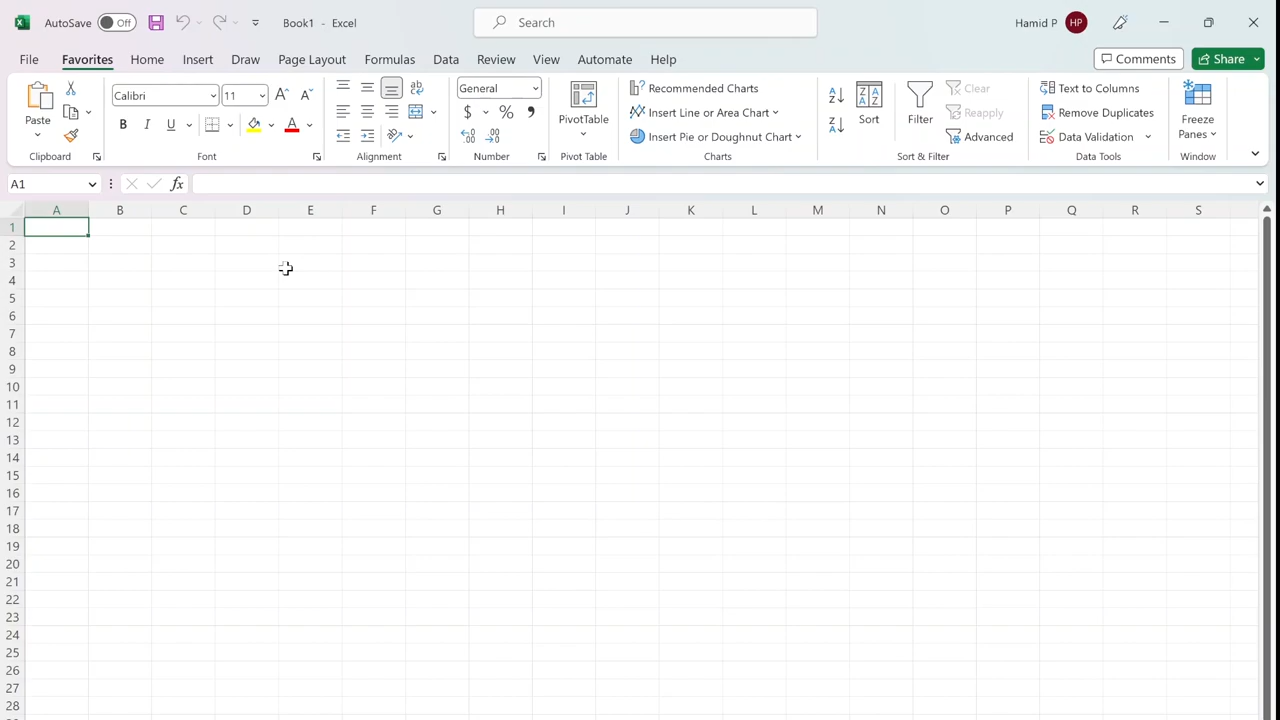 AutoSave Off Book1 - Excel Search Hamid P HP
File Favorites Home Insert Draw Page Layout Formulas Data Review View Automate Help Comments Share
Paste
Clipboard
Calibri 11 A A
B I U A
Font
ab
Alignment
General
$ % ,
Number
PivotTable
Pivot Table
Recommended Charts
Insert Line or Area Chart
Insert Pie or Doughnut Chart
Charts
Sort
Filter
Clear
Reapply
Advanced
Sort & Filter
Text to Columns
Remove Duplicates
Data Validation
Data Tools
Freeze
Panes
Window
A1 fx
A B C D E F G H I J K L M N O P Q R S
1
2
3
4
5
6
7
8
9
10
11
12
13
14
15
16
17
18
19
20
21
22
23
24
25
26
27
28